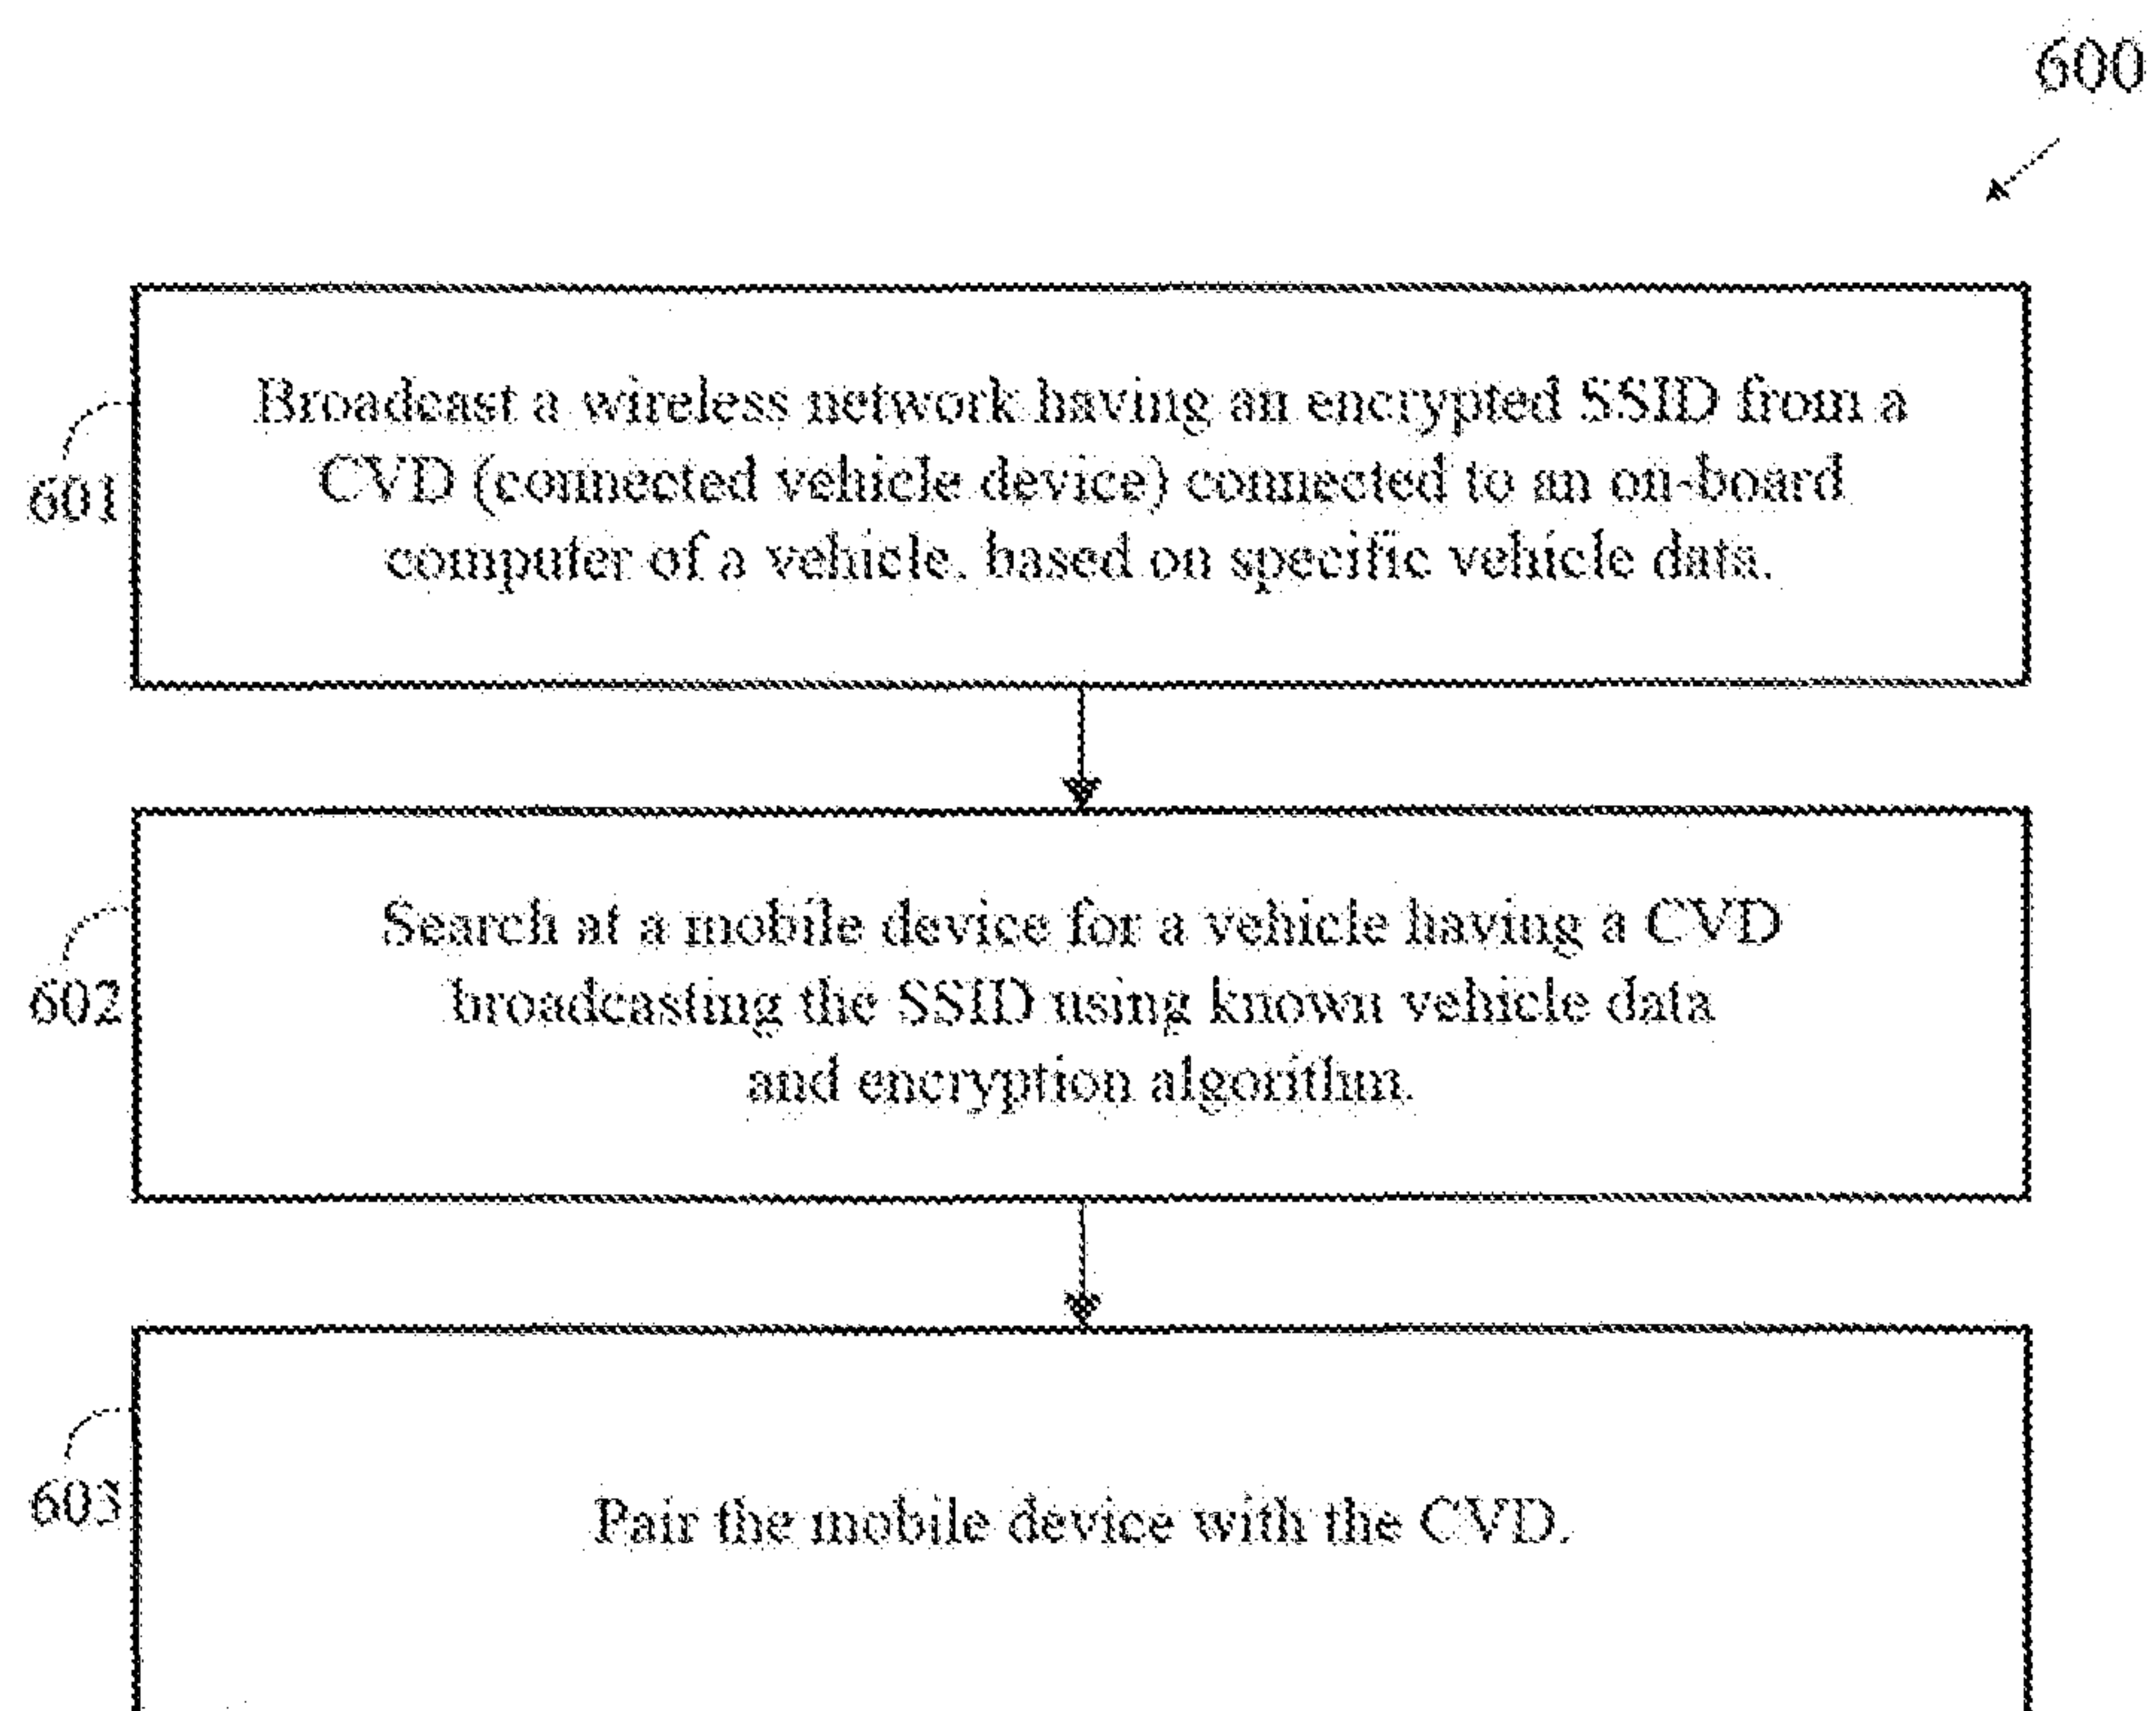 600
601
Broadcast a wireless network having an encrypted SSID from a
CVD (connected vehicle device) connected to an on-board
computer of a vehicle, based on specific vehicle data.
602
Search at a mobile device for a vehicle having a CVD
broadcasting the SSID using known vehicle data
and encryption algorithm.
603
Pair the mobile device with the CVD.